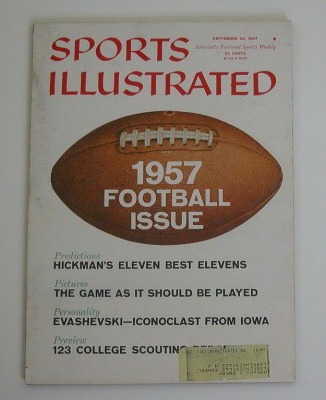 SPORTS
ILLUSTRATED
SEPTEMBER 23, 1957
America's National Sports Weekly
25 CENTS
1957
FOOTBALL
ISSUE
Predictions
HICKMAN'S ELEVEN BEST ELEVENS
Pictures
THE GAME AS IT SHOULD BE PLAYED
Personality
EVASHEVSKI—ICONOCLAST FROM IOWA
Preview
123 COLLEGE SCOUTING